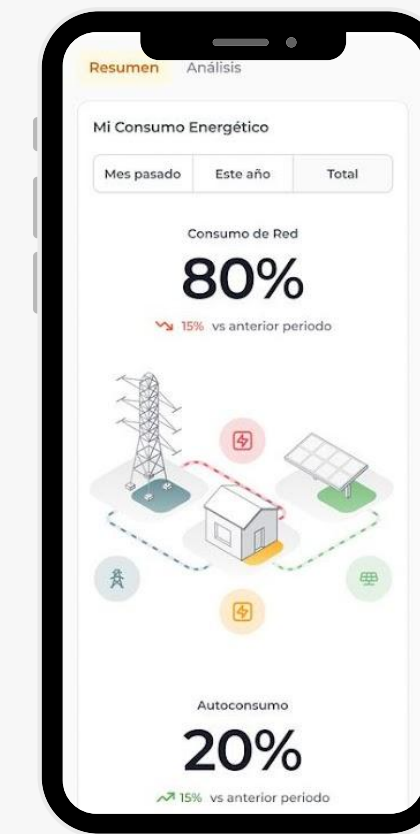 Resumen Análisis
Mi Consumo Energético
Mes pasado Este año Total
Consumo de Red
80%
15% vs anterior periodo
Autoconsumo
20%
15% vs anterior periodo